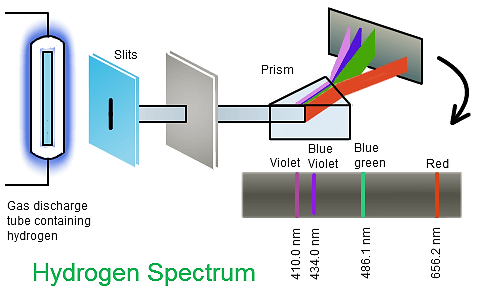 Slits
Prism
Gas discharge
tube containing
hydrogen
Violet
Blue
Violet
Blue
green
Red
410.0 nm
434.0 nm
486.1 nm
656.2 nm
Hydrogen Spectrum